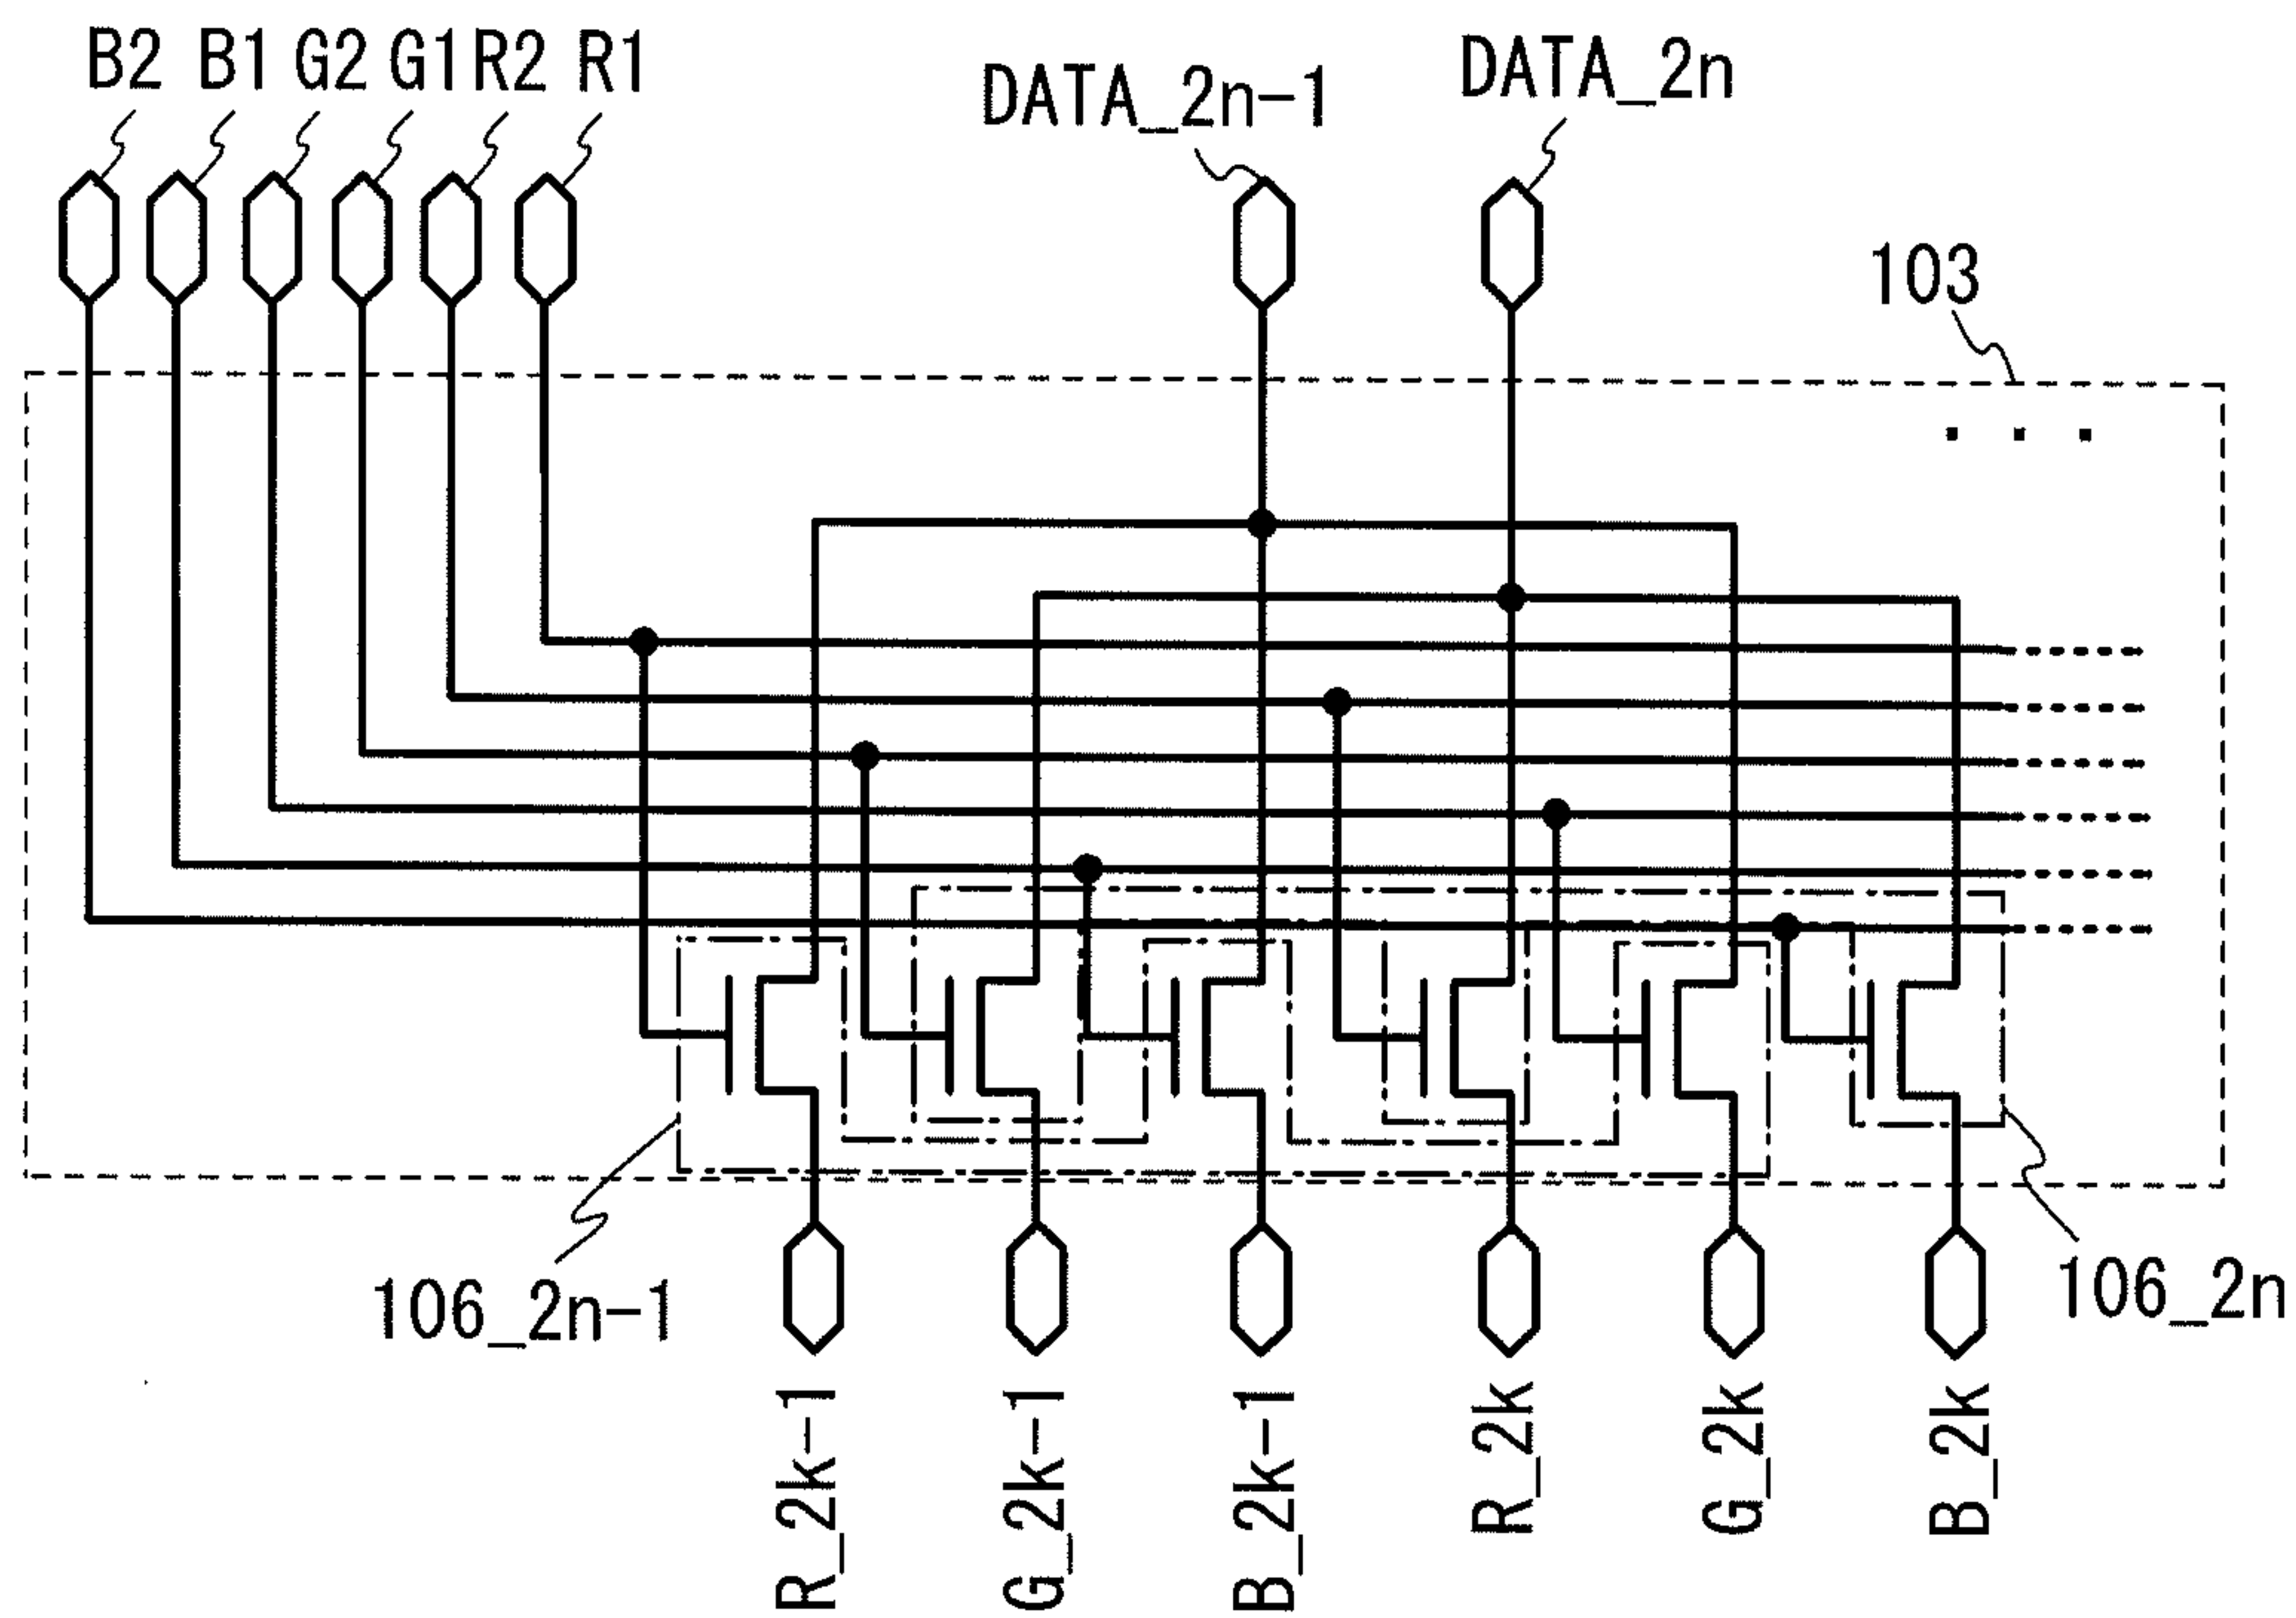 B2
B1
G2
G1
R2
R1
DATA_2n-1
DATA_2n
103
106_2n-1
106_2n
R_2k-1
G_2k-1
B_2k-1
R_2k
G_2k
B_2k